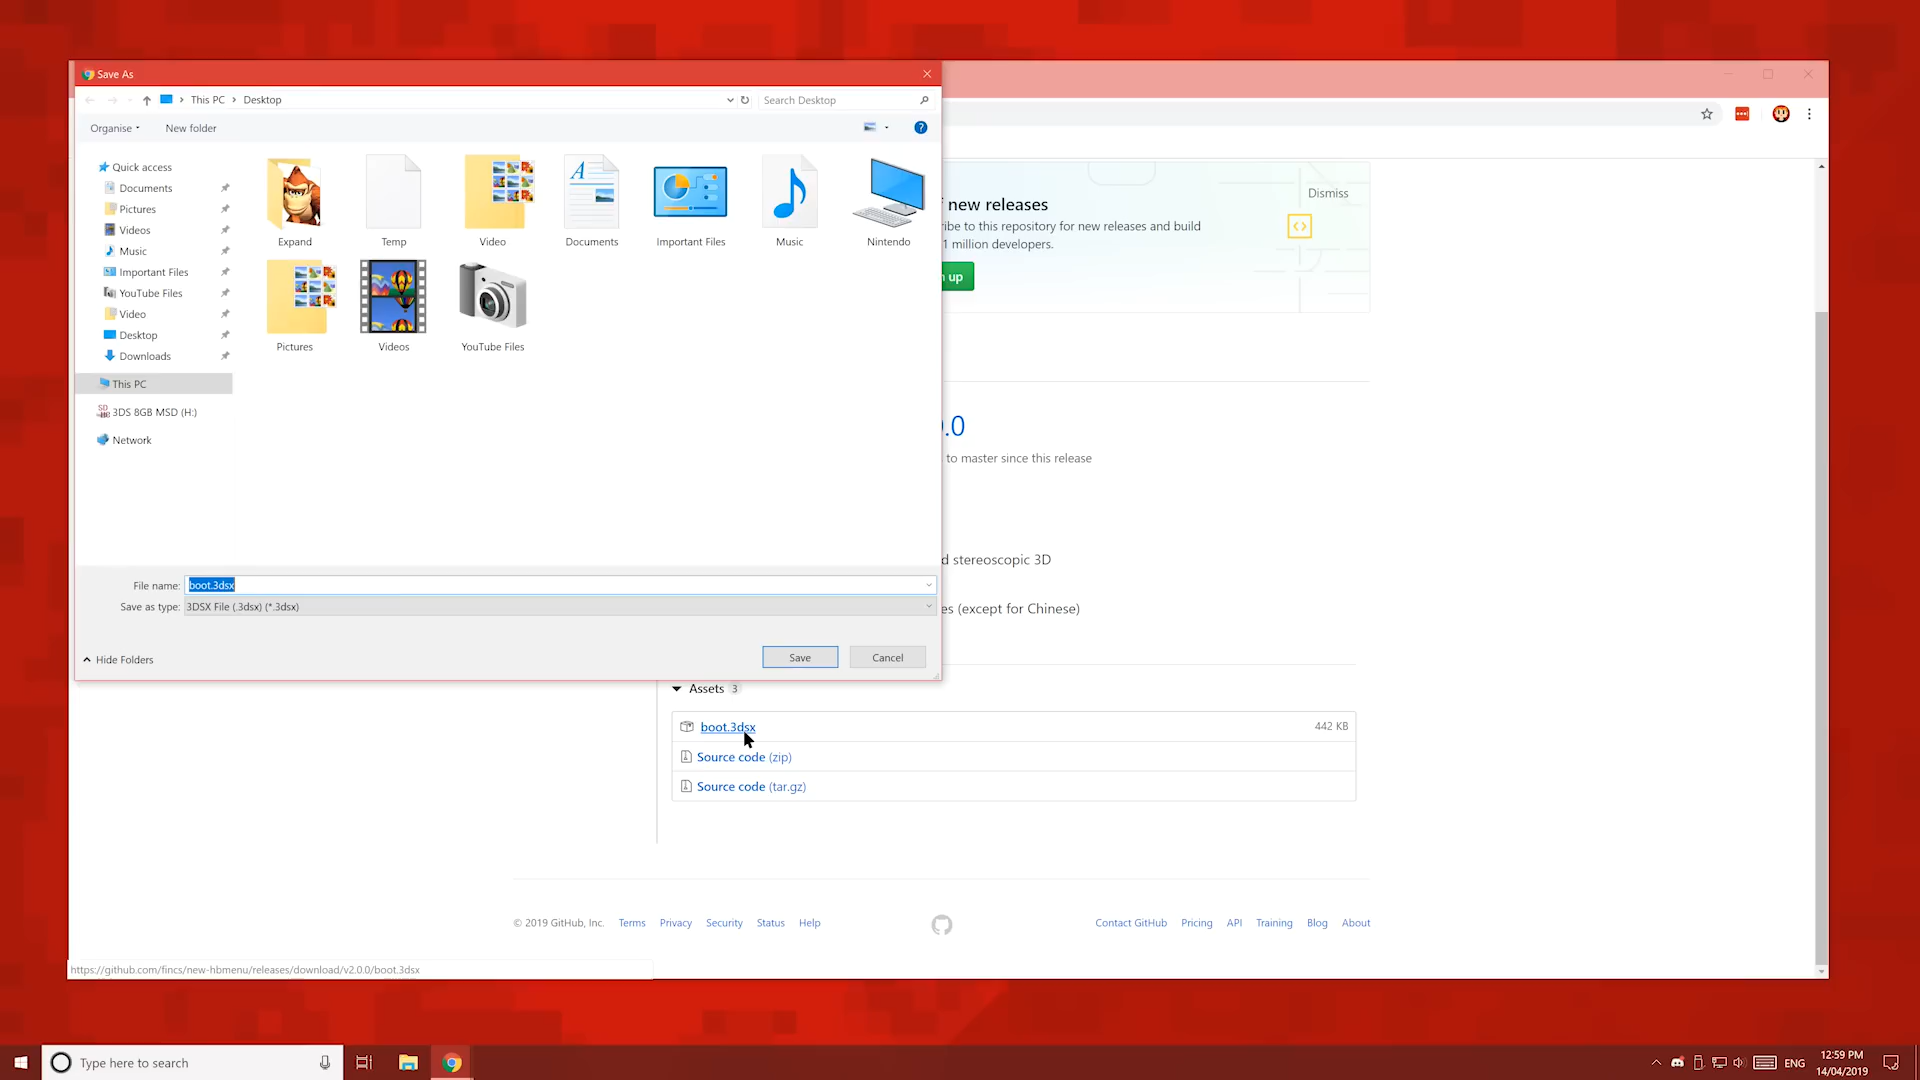 Save As
This PC
Desktop
Search Desktop
Organise
New folder
Quick access
Documents
Pictures
Videos
Music
Important Files
YouTube Files
Video
Desktop
Downloads
This PC
3DS 8GB MSD (H:)
Network
Expand
Temp
Video
Documents
Important Files
Music
Nintendo
Pictures
Videos
YouTube Files
File name: boot.3dsx
Save as type: 3DSX File (.3dsx) (*.3dsx)
Hide Folders
Save
Cancel
Dismiss
new releases
ribe to this repository for new releases and build
1 million developers.
up
.0
to master since this release
d stereoscopic 3D
es (except for Chinese)
Assets 3
boot.3dsx
442 KB
Source code (zip)
Source code (tar.gz)
© 2019 GitHub, Inc.
Terms
Privacy
Security
Status
Help
Contact GitHub
Pricing
API
Training
Blog
About
https://github.com/fincs/new-hbmenu/releases/download/v2.0.0/boot.3dsx
Type here to search
ENG
12:59 PM
14/04/2019